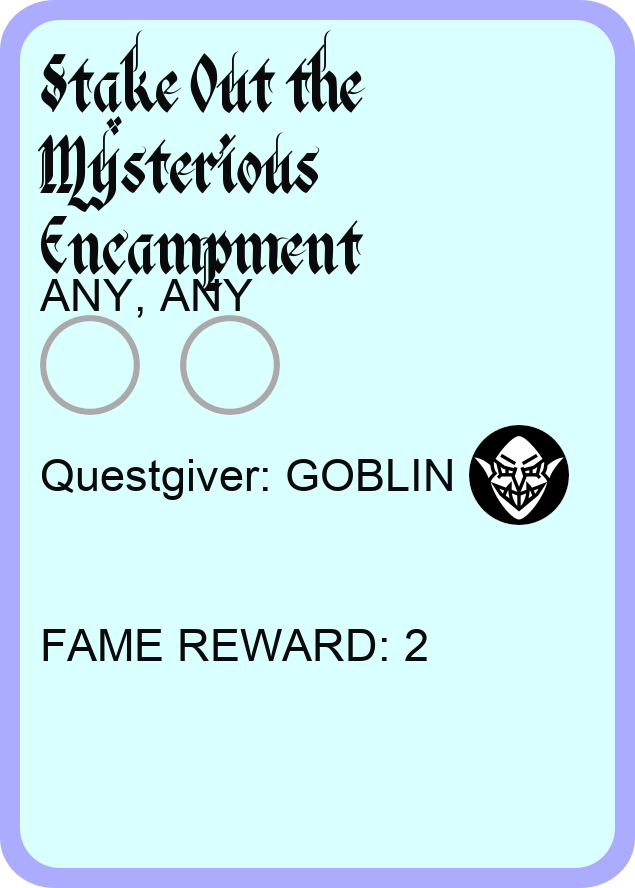 Stake Out the
Mysterious
Encampment
ANY, ANY
Questgiver: GOBLIN
FAME REWARD: 2